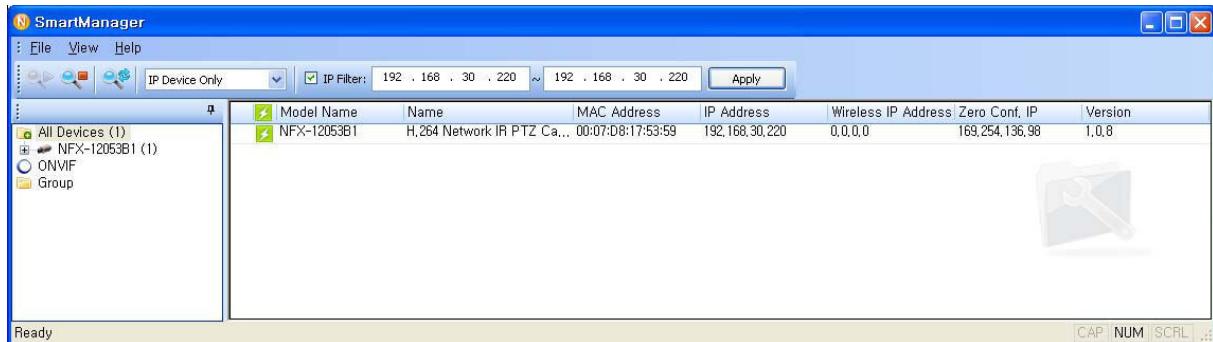 SmartManager
File View Help
IP Device Only IP Filter: 192 . 168 . 30 . 220 ~ 192 . 168 . 30 . 220 Apply
Model Name Name MAC Address IP Address Wireless IP Address Zero Conf, IP Version
NFX-12053B1 H,264 Network IR PTZ Ca,,, 00:07:D8:17:53:59 192,168,30,220 0,0,0,0 169,254,136,98 1,0,8
All Devices (1)
NFX-12053B1 (1)
ONVIF
Group
Ready CAP NUM SCRL